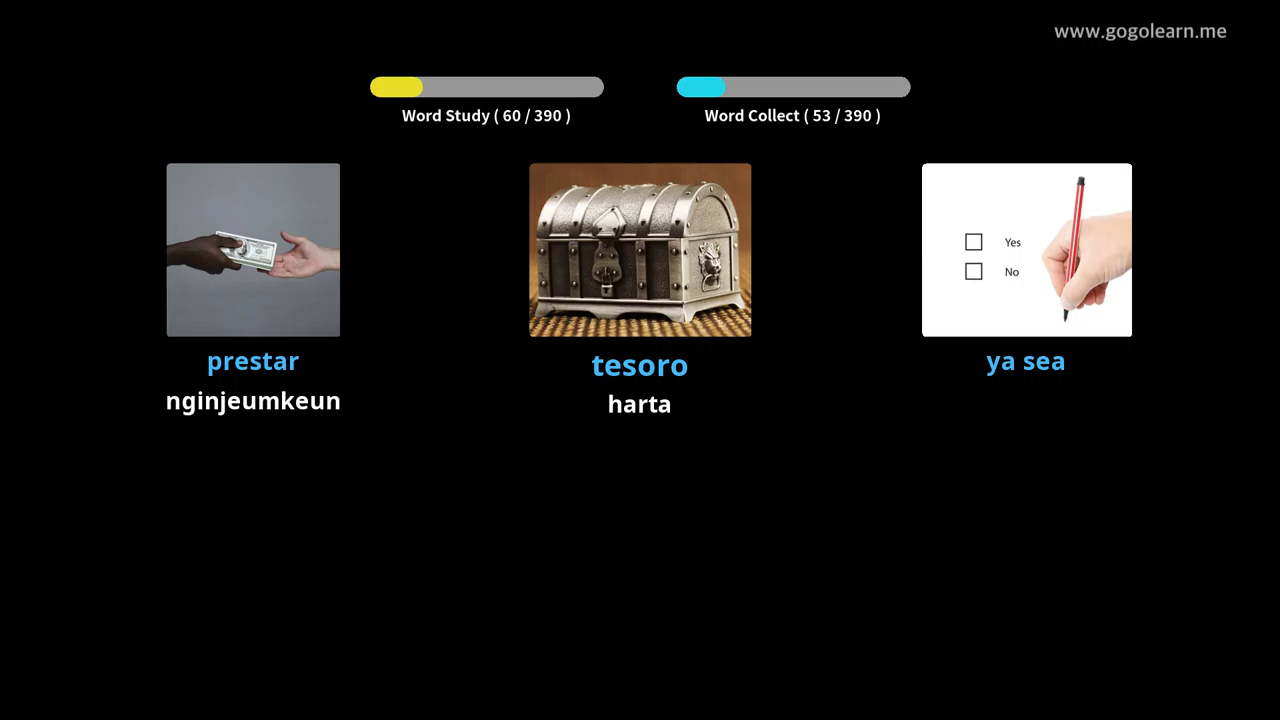 www.gogolearn.me
Word Study ( 60 / 390 )
Word Collect ( 53 / 390 )
Yes
No
prestar
tesoro
ya sea
nginjeumkeun
harta